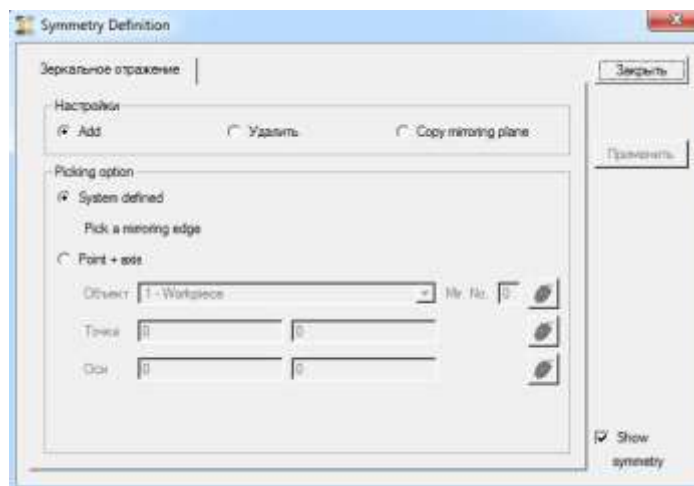 Symmetry Definition
Зеркальное отражение
Закрыть
Настройки
Add Удалить Copy mirroring plane
Применить
Picking option
System defined
Pick a mirroring edge
Point + axis
Объект 1 - Workpiece Mir. No. 0
Точка 0 0
Оси 0 0
Show
symmetry